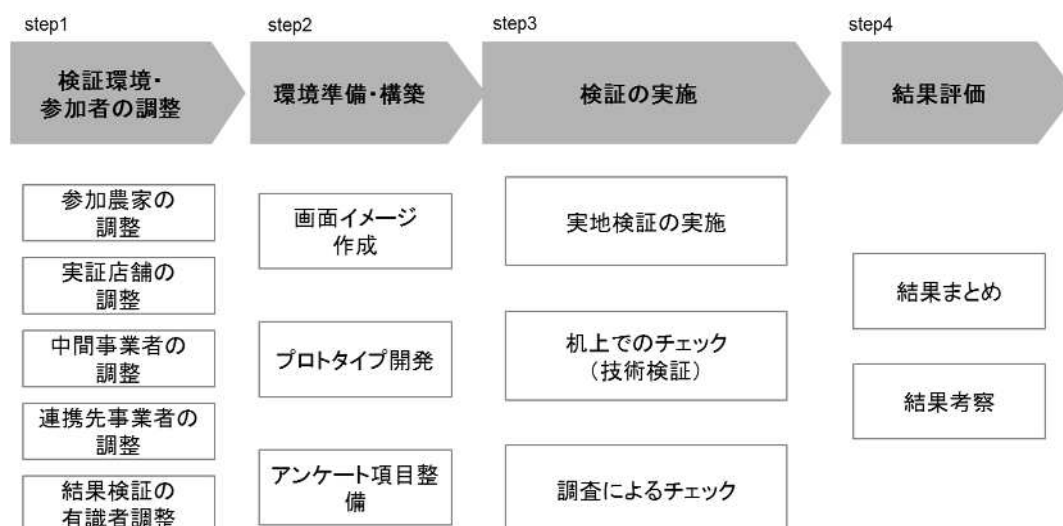 step1
検証環境・
参加者の調整
参加農家の
調整
実証店舗の
調整
中間事業者の
調整
連携先事業者の
調整
結果検証の
有識者調整
step2
環境準備・構築
画面イメージ
作成
プロトタイプ開発
アンケート項目整
備
step3
検証の実施
実地検証の実施
机上でのチェック
（技術検証）
調査によるチェック
step4
結果評価
結果まとめ
結果考察